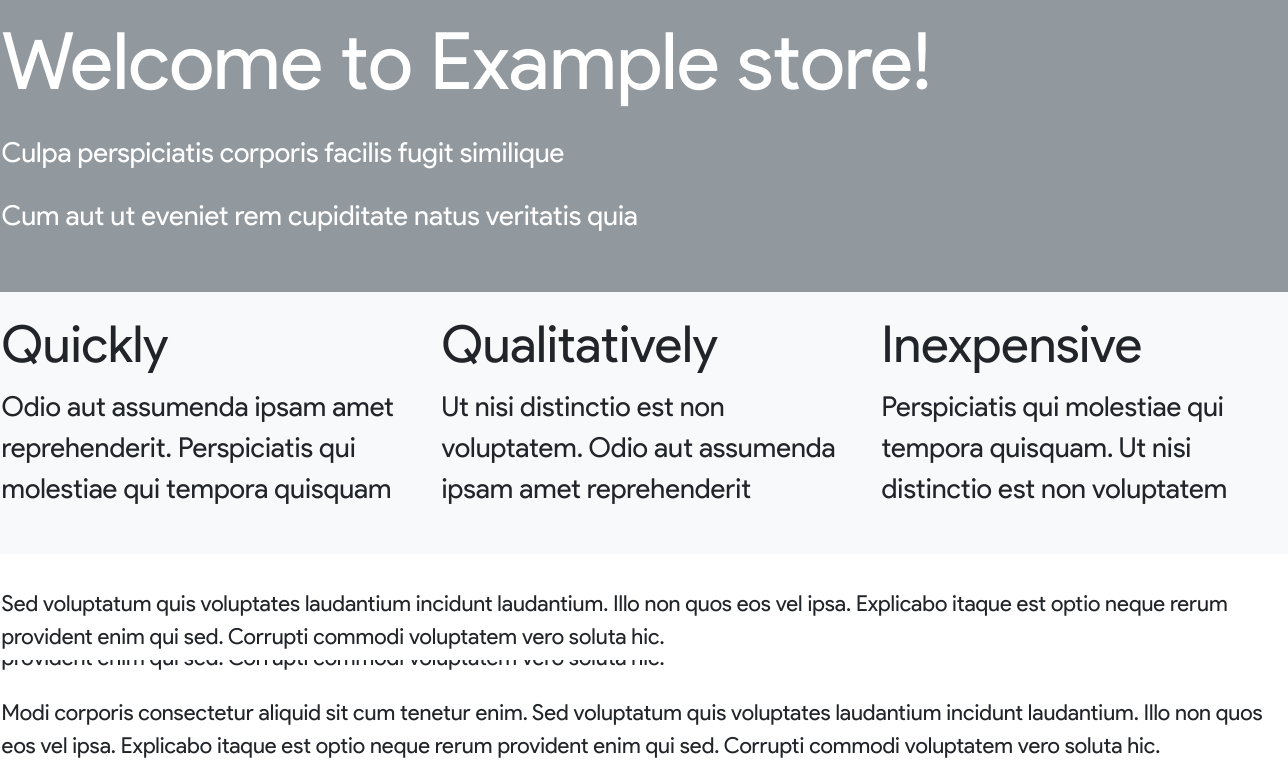 Welcome to Example store!
Culpa perspiciatis corporis facilis fugit similique
Cum aut ut eveniet rem cupiditate natus veritatis quia
Quickly
Odio aut assumenda ipsam amet
reprehenderit. Perspiciatis qui
molestiae qui tempora quisquam
Qualitatively
Ut nisi distinctio est non
voluptatem. Odio aut assumenda
ipsam amet reprehenderit
Inexpensive
Perspiciatis qui molestiae qui
tempora quisquam. Ut nisi
distinctio est non voluptatem
Sed voluptatum quis voluptates laudantium incidunt laudantium. Illo non quos eos vel ipsa. Explicabo itaque est optio neque rerum
provident enim qui sed. Corrupti commodi voluptatem vero soluta hic.
provident enim qui sed. Corrupti commodi voluptatem vero soluta hic.
Modi corporis consectetur aliquid sit cum tenetur enim. Sed voluptatum quis voluptates laudantium incidunt laudantium. Illo non quos
eos vel ipsa. Explicabo itaque est optio neque rerum provident enim qui sed. Corrupti commodi voluptatem vero soluta hic.